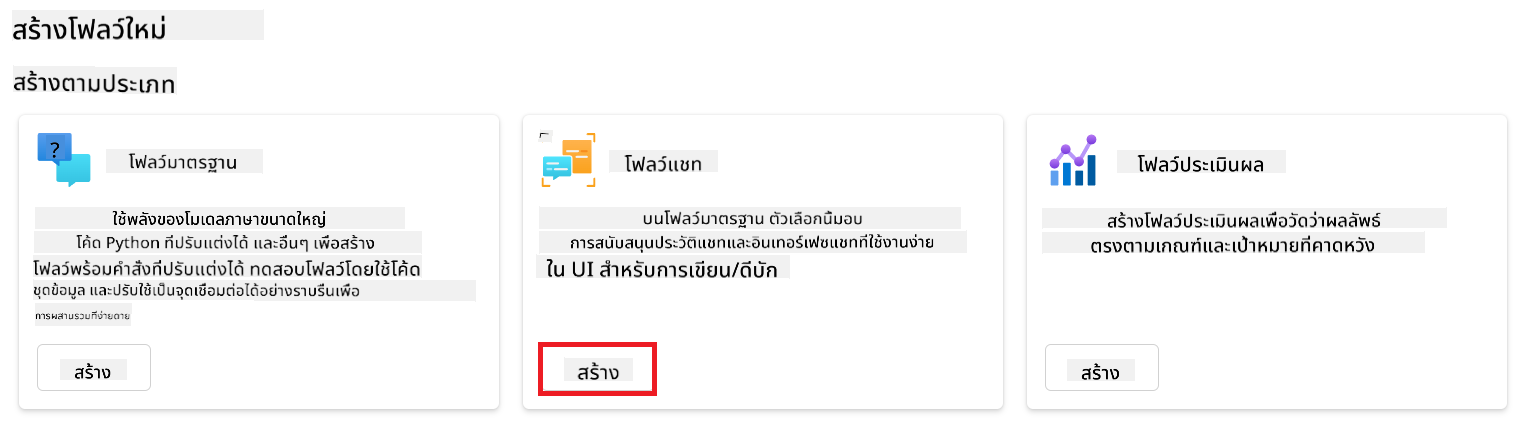 สร้างโฟลว์ใหม่
สร้างตามประเภท
?
โฟลว์มาตรฐาน
ใช้พลังของโมเดลภาษาขนาดใหญ่
โค้ด Python ที่ปรับแต่งได้ และอื่นๆ เพื่อสร้าง
โฟลว์พร้อมคำสั่งที่ปรับแต่งได้ ทดสอบโฟลว์โดยใช้โค้ด
ชุดข้อมูล และปรับใช้เป็นจุดเชื่อมต่อได้อย่างราบรื่นเพื่อ
การผสานรวมที่ง่ายดาย
สร้าง
โฟลว์แชท
บนโฟลว์มาตรฐาน ตัวเลือกนี้มอบ
การสนับสนุนประวัติแชทและอินเทอร์เฟซแชทที่ใช้งานง่าย
ใน UI สำหรับการเขียน/ดีบัก
สร้าง
โฟลว์ประเมินผล
สร้างโฟลว์ประเมินผลเพื่อวัดว่าผลลัพธ์
ตรงตามเกณฑ์และเป้าหมายที่คาดหวัง
สร้าง